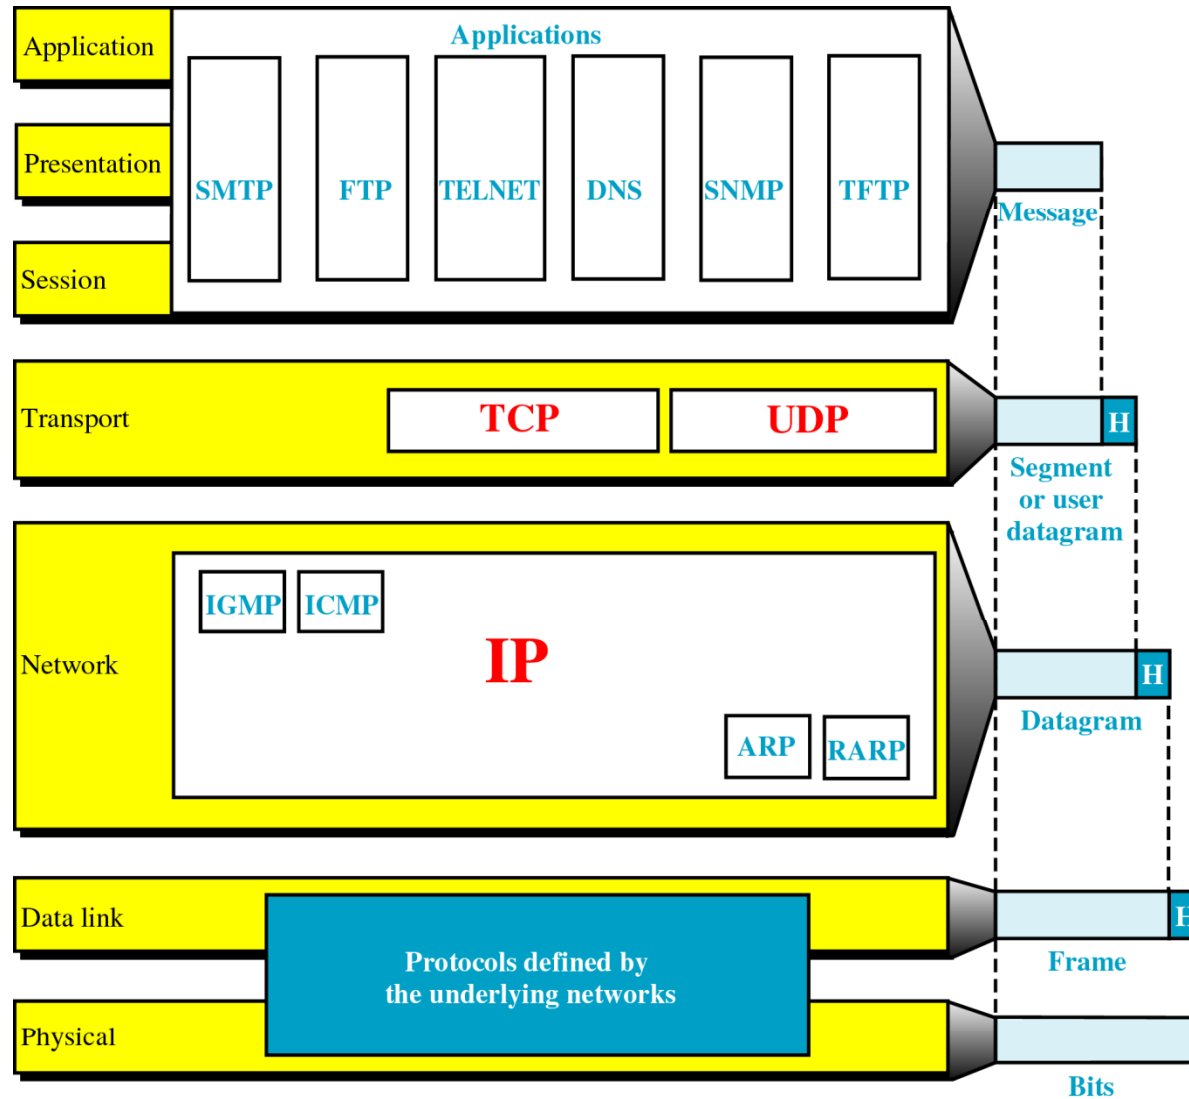 Application
Applications
Presentation
SMTP
FTP
TELNET
DNS
SNMP
TFTP
Message
Session
Transport
TCP
UDP
H
Segment
or user
datagram
IGMP
ICMP
Network
IP
H
Datagram
ARP
RARP
Data link
H
Protocols defined by
the underlying networks
Frame
Physical
Bits